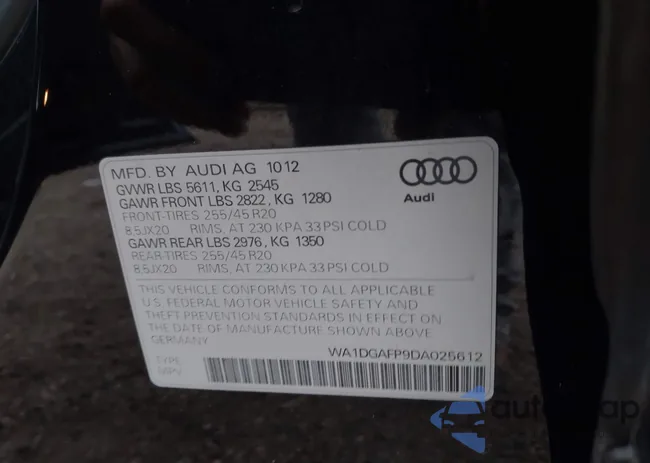 MFD. BY AUDI AG 1012
GVWR LBS 5611, KG 2545
GAWR FRONT LBS 2822, KG 1280
FRONT-TIRES 255/45 R20
8.5JX20 RIMS, AT 230 KPA 33 PSI COLD
GAWR REAR LBS 2976, KG 1350
REAR-TIRES 255/45 R20
8.5JX20 RIMS, AT 230 KPA 33 PSI COLD
THIS VEHICLE CONFORMS TO ALL APPLICABLE
U.S. FEDERAL MOTOR VEHICLE SAFETY AND
THEFT PREVENTION STANDARDS IN EFFECT ON
THE DATE OF MANUFACTURE SHOWN ABOVE
GERMANY
Audi
WA1DGAFP9DA025612
TYPE